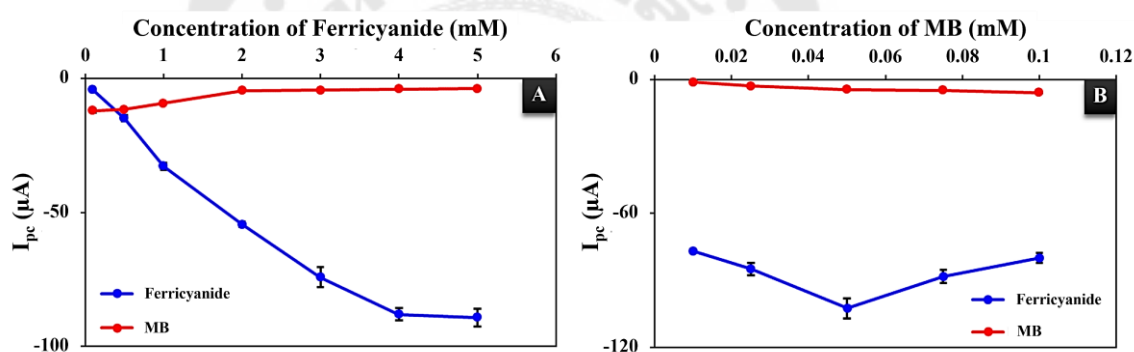 Concentration of Ferricyanide (mM)
0 1 2 3 4 5 6
0
-50
-100
Ipc (µA)
A
Ferricyanide
MB
Concentration of MB (mM)
0 0.02 0.04 0.06 0.08 0.1 0.12
0
-60
-120
Ipc (µA)
B
Ferricyanide
MB